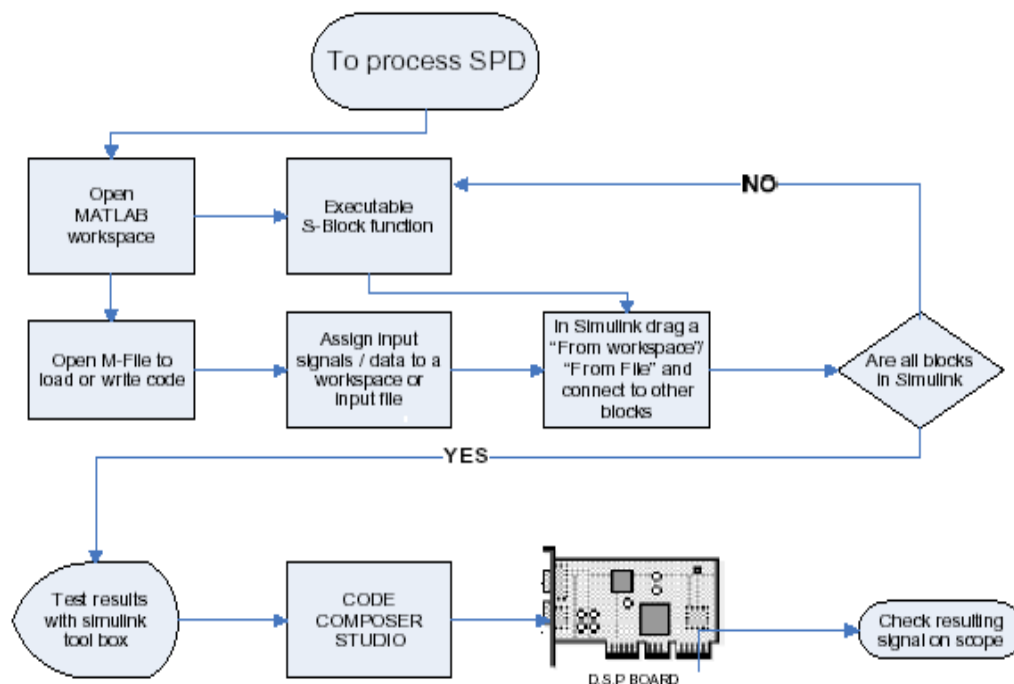 To process SPD
Open
MATLAB
workspace
Executable
S-Block function
NO
Open M-File to
load or write code
Assign input
signals / data to a
workspace or
input file
In Simulink drag a
“From workspace”/
“From File” and
connect to other
blocks
Are all blocks
in Simulink
YES
Test results
with simulink
tool box
CODE
COMPOSER
STUDIO
D.S.P BOARD
Check resulting
signal on scope